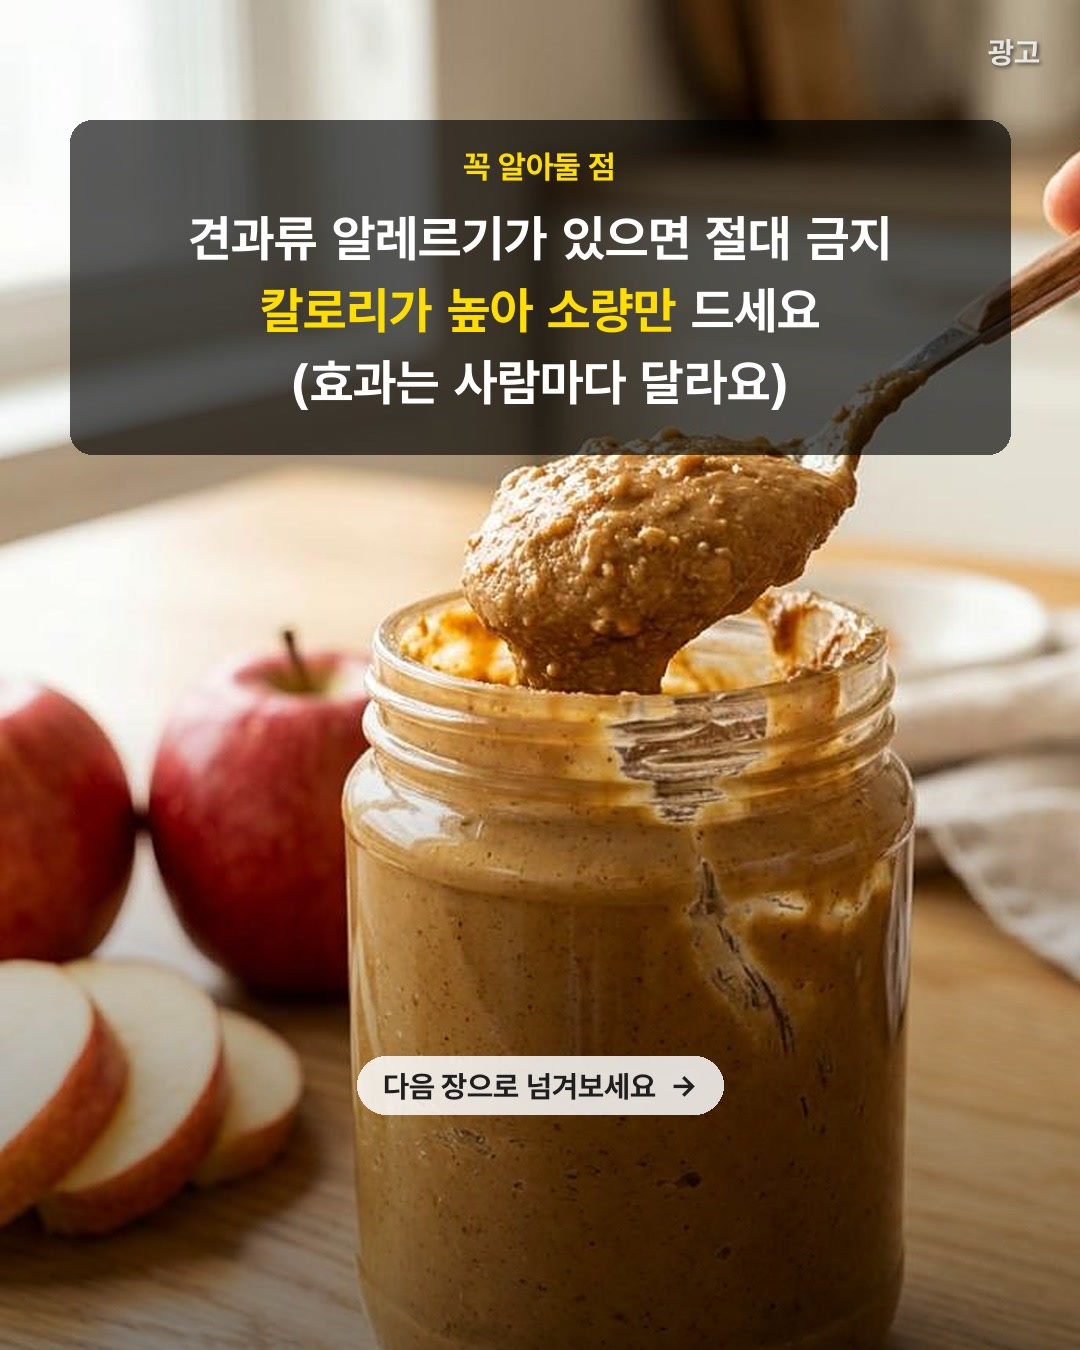 광고
꼭 알아둘 점
견과류 알레르기가 있으면 절대 금지
칼로리가 높아 소량만 드세요
(효과는 사람마다 달라요)
다음 장으로 넘겨보세요 →